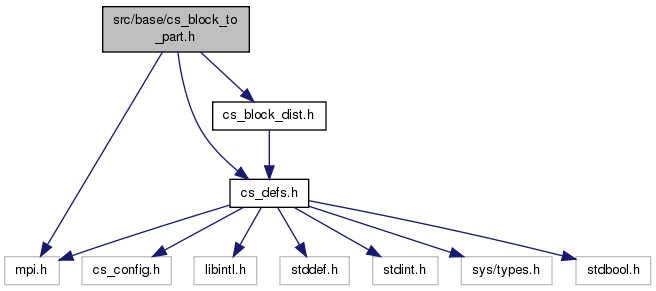 src/base/cs_block_to
_part.h
cs_block_dist.h
cs_defs.h
mpi.h
cs_config.h
libintl.h
stddef.h
stdint.h
sys/types.h
stdbool.h